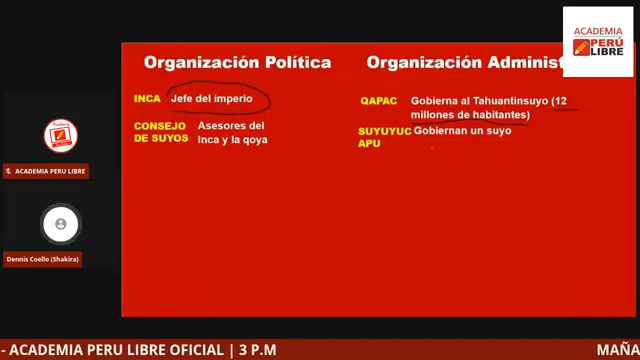 ACADEMIA
PERÚ
LIBRE
Organización Política
Organización Administ
INCA Jefe del imperio
QAPAC Gobierna al Tahuantinsuyo (12
millones de habitantes)
CONSEJO Asesores del
DE SUYOS Inca y la qoya
SUYUYUC Gobiernan un suyo
APU
ACADEMIA PERU LIBRE
Dennis Coello (Shakira)
- ACADEMIA PERU LIBRE OFICIAL | 3 P.M
MAÑA